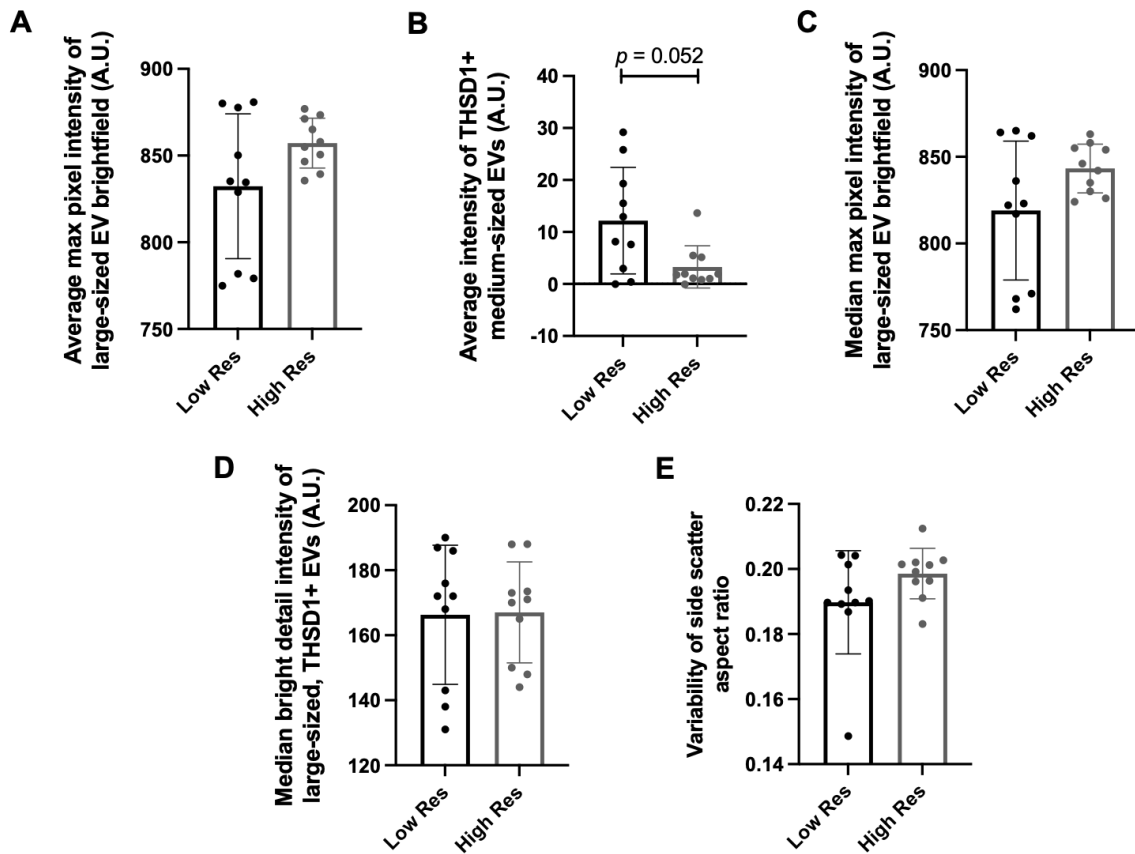 A
Average max pixel intensity of
large-sized EV brightfield (A.U.)
900
850
800
750
Low Res
High Res
B
Average intensity of THSD1+
medium-sized EVs (A.U.)
p = 0.052
40
30
20
10
0
-10
Low Res
High Res
C
Median max pixel intensity of
large-sized EV brightfield (A.U.)
900
850
800
750
Low Res
High Res
D
Median bright detail intensity of
large-sized, THSD1+ EVs (A.U.)
200
180
160
140
120
Low Res
High Res
E
Variability of side scatter
aspect ratio
0.22
0.20
0.18
0.16
0.14
Low Res
High Res